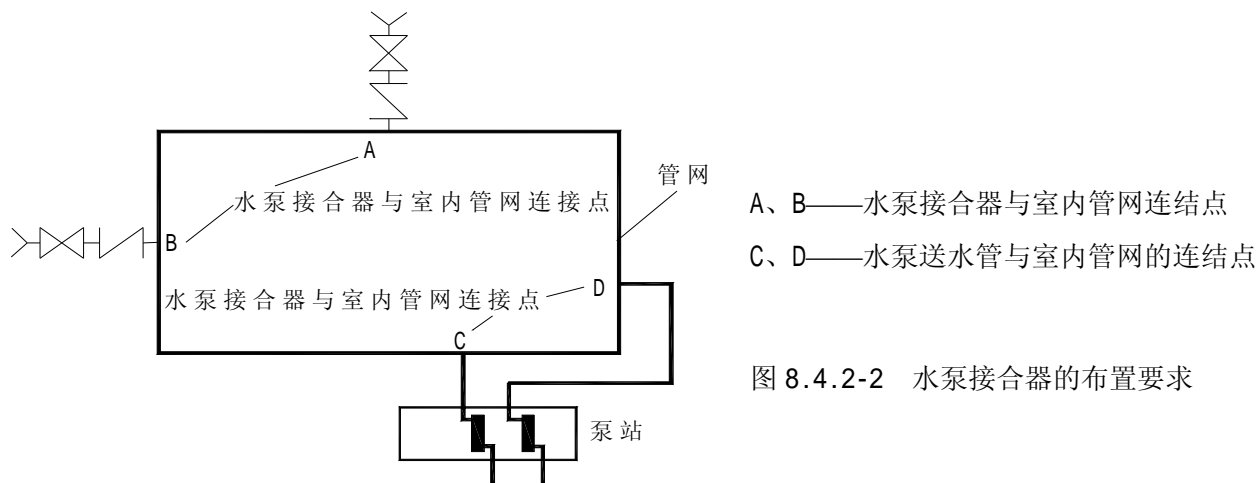 A
管网
水泵接合器与室内管网连接点
A、B——水泵接合器与室内管网连结点
B
C、D——水泵送水管与室内管网的连结点
D
水泵接合器与室内管网连接点
C
图 8.4.2-2 水泵接合器的布置要求
泵站